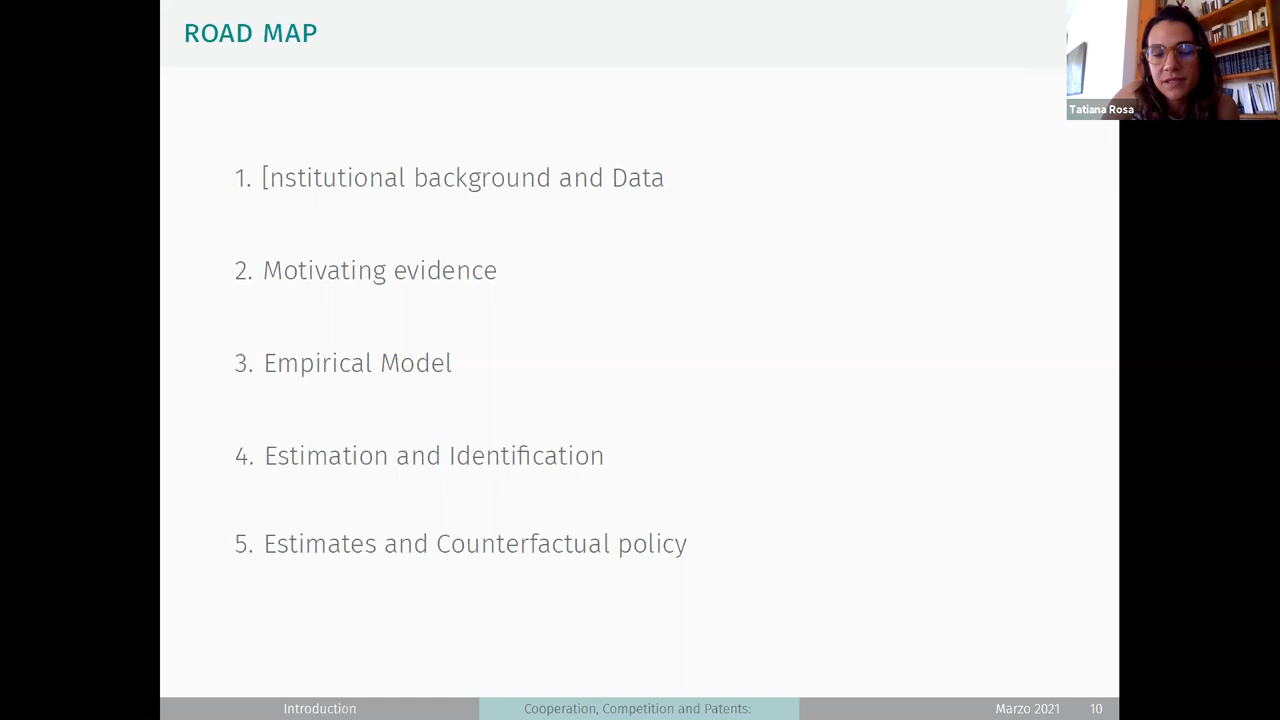 ROAD MAP
Tatiana Rosa
1. [nstitutional background and Data
2. Motivating evidence
3. Empirical Model
4. Estimation and Identification
5. Estimates and Counterfactual policy
Introduction
Cooperation, Competition and Patents:
Marzo 2021
10